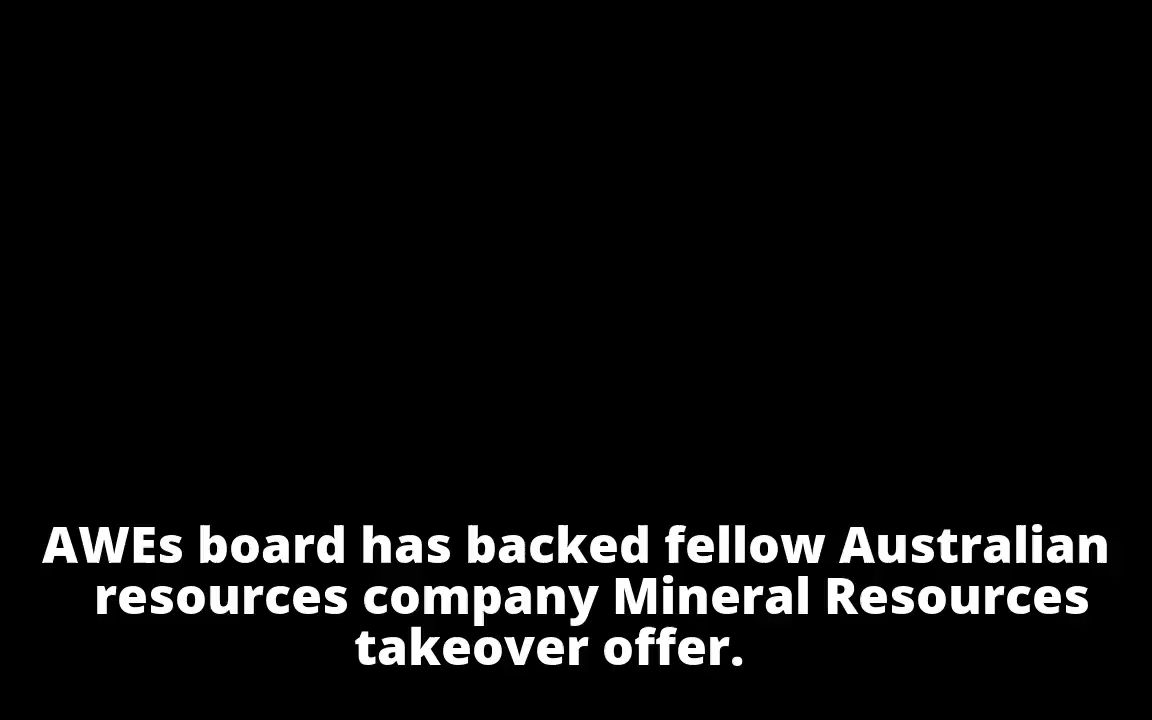 AWEs board has backed fellow Australian
resources company Mineral Resources
takeover offer.